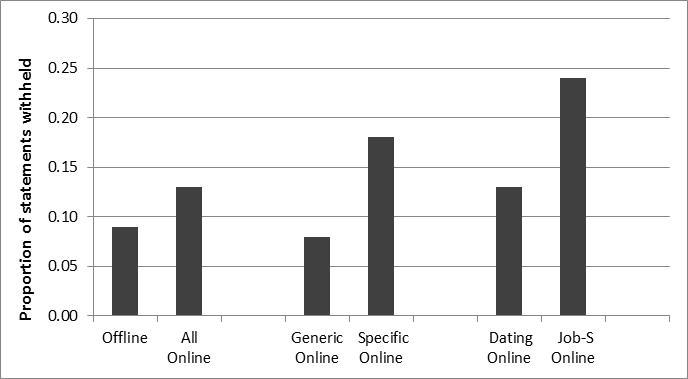 0.30
0.25
0.20
0.15
0.10
0.05
0.00
Proportion of statements withheld
Offline
All
Online
Generic
Online
Specific
Online
Dating
Online
Job-S
Online